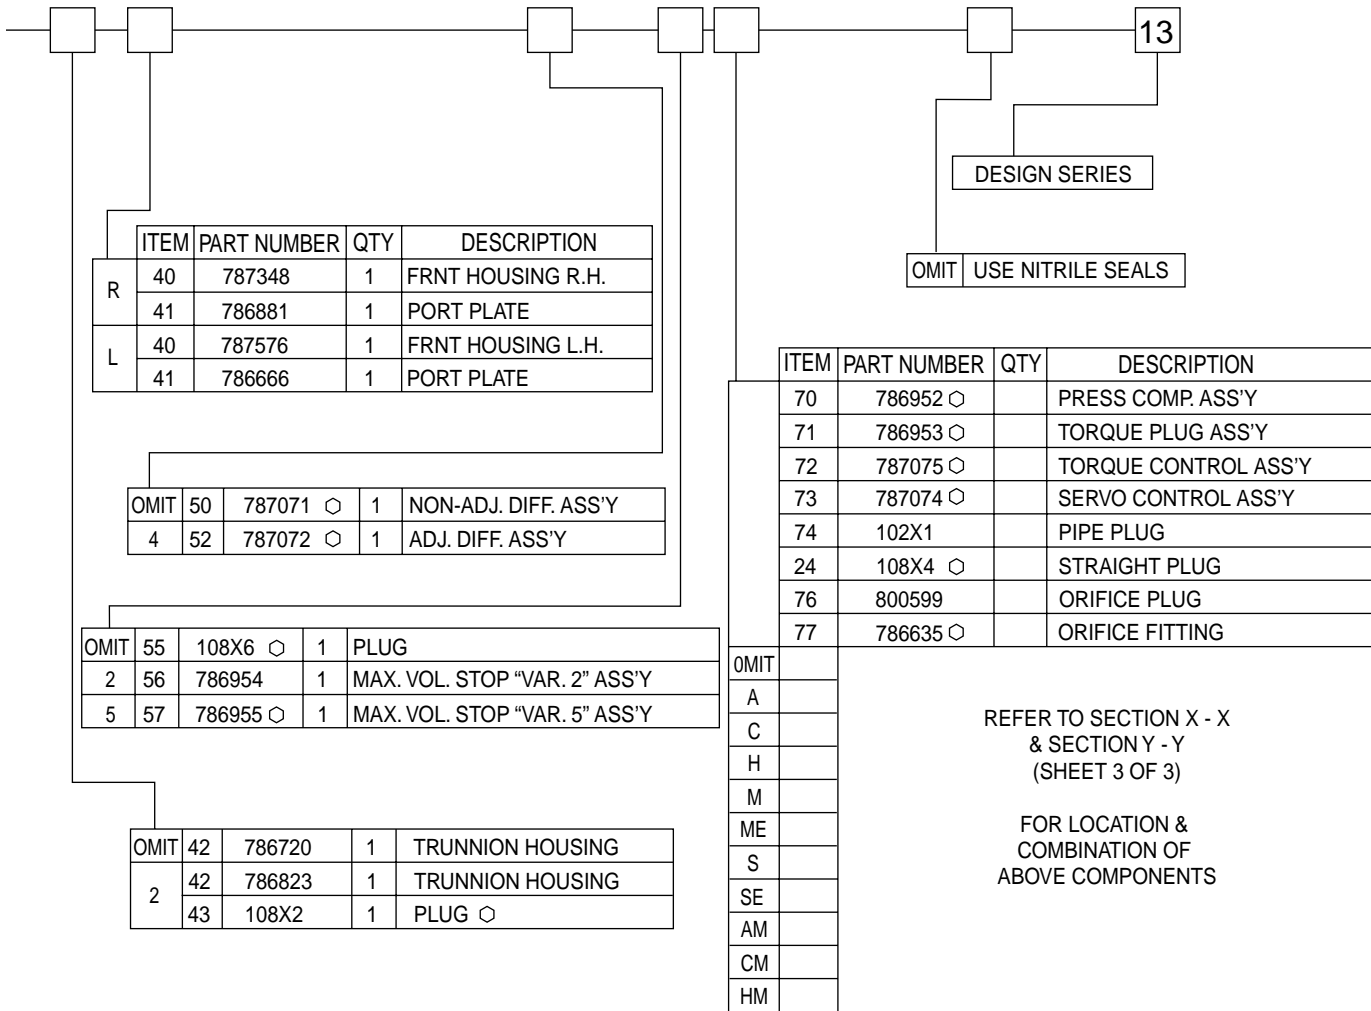 13
DESIGN SERIES
OMIT USE NITRILE SEALS
ITEM PART NUMBER QTY DESCRIPTION
R 40 787348 1 FRNT HOUSING R.H.
41 786881 1 PORT PLATE
L 40 787576 1 FRNT HOUSING L.H.
41 786666 1 PORT PLATE
OMIT 50 787071 ⬡ 1 NON-ADJ. DIFF. ASS'Y
4 52 787072 ⬡ 1 ADJ. DIFF. ASS'Y
OMIT 55 108X6 ⬡ 1 PLUG
2 56 786954 1 MAX. VOL. STOP “VAR. 2” ASS'Y
5 57 786955 ⬡ 1 MAX. VOL. STOP “VAR. 5” ASS'Y
OMIT 42 786720 1 TRUNNION HOUSING
2 42 786823 1 TRUNNION HOUSING
43 108X2 1 PLUG ⬡
ITEM PART NUMBER QTY DESCRIPTION
70 786952 ⬡ PRESS COMP. ASS'Y
71 786953 ⬡ TORQUE PLUG ASS'Y
72 787075 ⬡ TORQUE CONTROL ASS'Y
73 787074 ⬡ SERVO CONTROL ASS'Y
74 102X1 PIPE PLUG
24 108X4 ⬡ STRAIGHT PLUG
76 800599 ORIFICE PLUG
77 786635 ⬡ ORIFICE FITTING
0MIT
A
C
H
M
ME
S
SE
AM
CM
HM
REFER TO SECTION X - X
& SECTION Y - Y
(SHEET 3 OF 3)
FOR LOCATION &
COMBINATION OF
ABOVE COMPONENTS